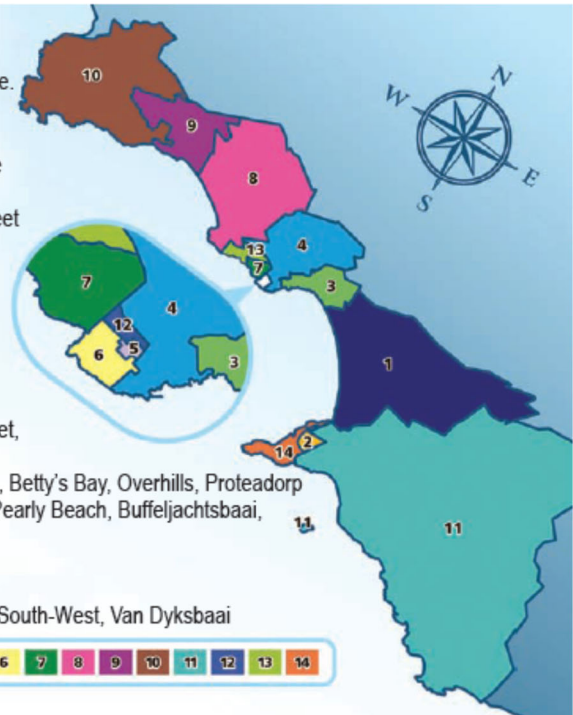 e.
e
eet
et,
, Betty's Bay, Overhills, Proteadorp
Pearly Beach, Buffeljachtsbaai,
South-West, Van Dyksbaai
10
9
8
13
7
4
3
1
2
14
11
11
7
4
12
5
6
3
N
W
E
S
6 7 8 9 10 11 12 13 14